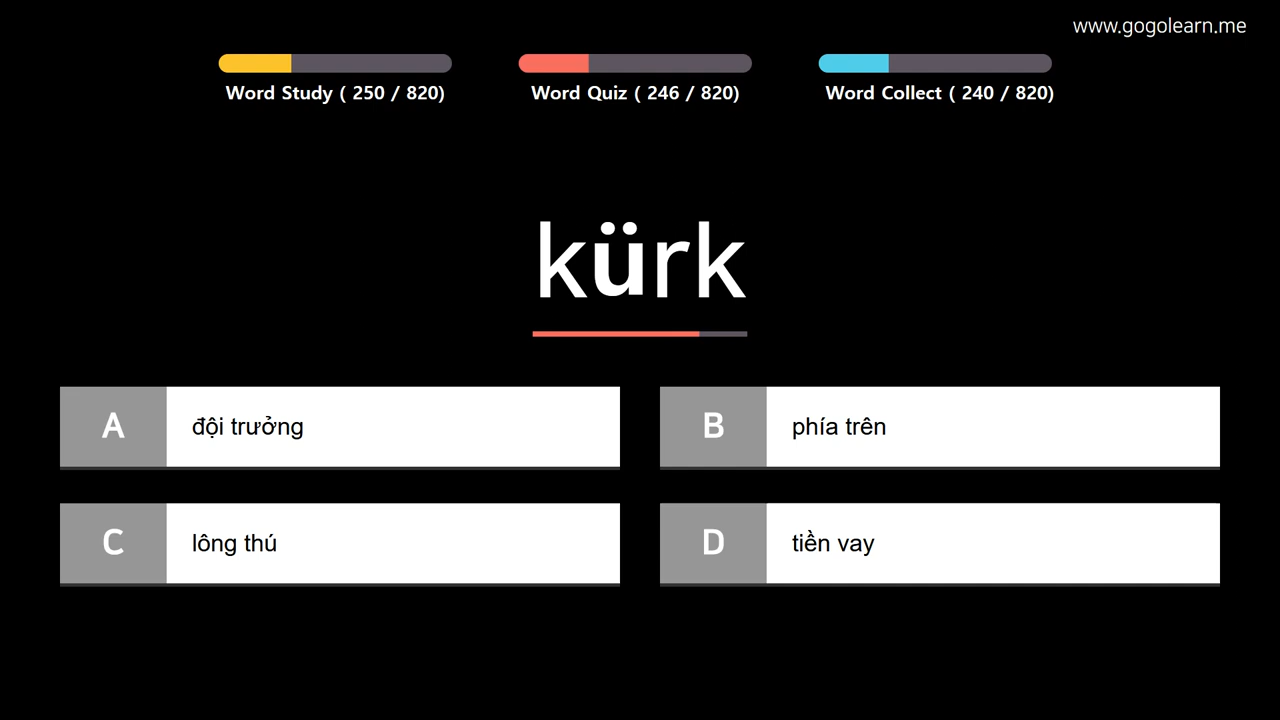 www.gogolearn.me
Word Study ( 250 / 820)
Word Quiz ( 246 / 820)
Word Collect ( 240 / 820)
kürk
A
đội trưởng
B
phía trên
C
lông thú
D
tiền vay